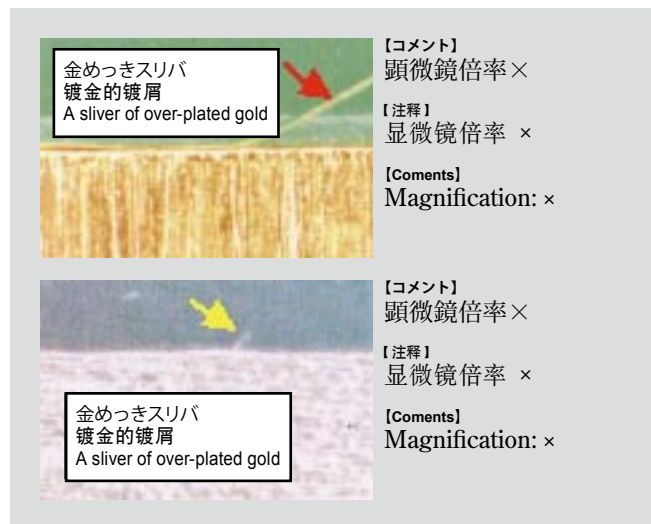 金めっきスリバ
镀金的镀屑
A sliver of over-plated gold
【コメント】
顕微鏡倍率×
【注释】
显微镜倍率 ×
【Coments】
Magnification: ×
金めっきスリバ
镀金的镀屑
A sliver of over-plated gold
【コメント】
顕微鏡倍率×
【注释】
显微镜倍率 ×
【Coments】
Magnification: ×